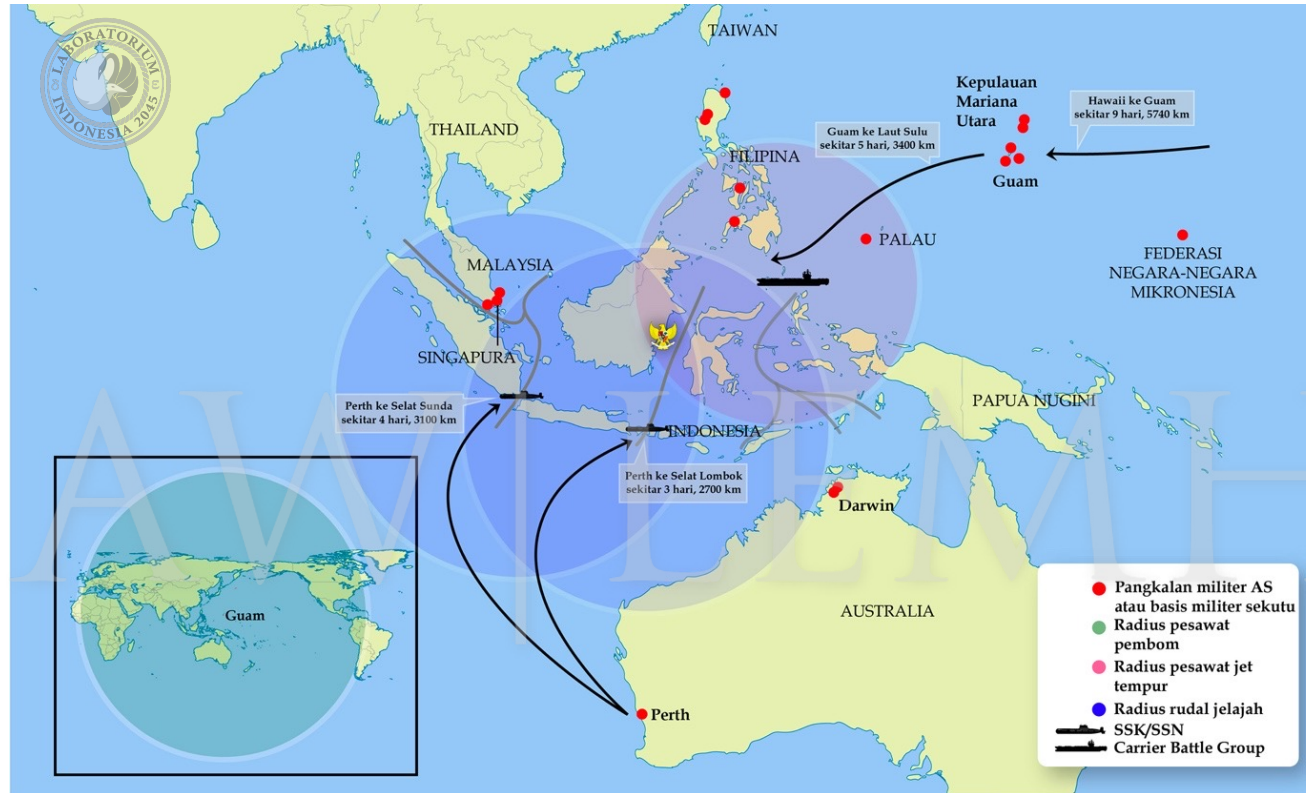 LABORATORIUM
INDONESIA 2045
TAIWAN
THAILAND
FILIPINA
Kepulauan
Mariana
Utara
Hawaii ke Guam
sekitar 9 hari, 5740 km
Guam ke Laut Sulu
sekitar 5 hari, 3400 km
Guam
PALAU
MALAYSIA
FEDERASI
NEGARA-NEGARA
MIKRONESIA
SINGAPURA
Perth ke Selat Sunda
sekitar 4 hari, 3100 km
INDONESIA
PAPUA NUGINI
Perth ke Selat Lombok
sekitar 3 hari, 2700 km
Darwin
AUSTRALIA
Perth
Guam
Pangkalan militer AS
atau basis militer sekutu
Radius pesawat
pembom
Radius pesawat jet
tempur
Radius rudal jelajah
SSK/SSN
Carrier Battle Group